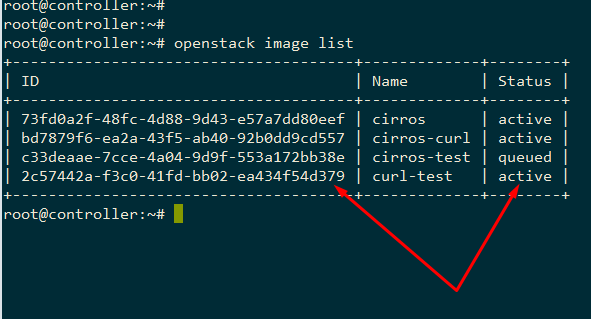 root@controller:~#
root@controller:~#
root@controller:~# openstack image list
+--------------------------------------+-------------+--------+
| ID                                   | Name        | Status |
+--------------------------------------+-------------+--------+
| 73fd0a2f-48fc-4d88-9d43-e57a7dd80eef | cirros      | active |
| bd7879f6-ea2a-43f5-ab40-92b0dd9cd557 | cirros-curl | active |
| c33deaae-7cce-4a04-9d9f-553a172bb38e | cirros-test | queued |
| 2c57442a-f3c0-41fd-bb02-ea434f54d379 | curl-test   | active |
+--------------------------------------+-------------+--------+
root@controller:~#